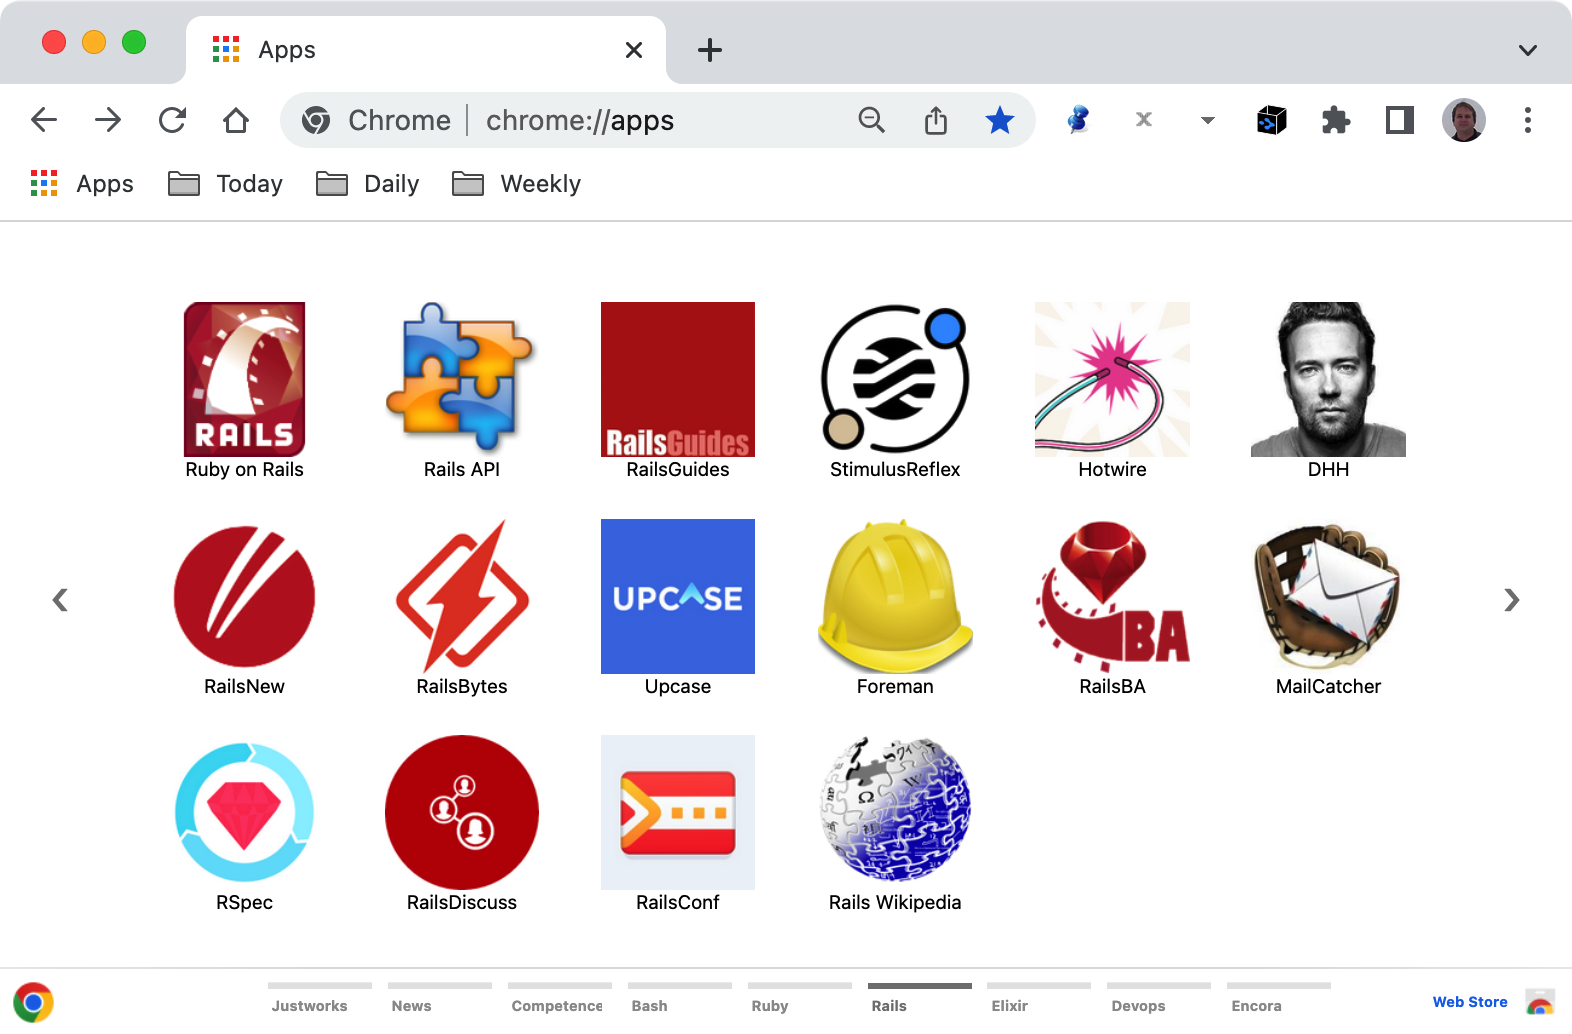 Apps
Chrome chrome://apps
Apps Today Daily Weekly
RAILS
RailsGuides
Ruby on Rails Rails API RailsGuides StimulusReflex Hotwire DHH
UPCASE
BA
RailsNew RailsBytes Upcase Foreman RailsBA MailCatcher
Ω W
RSpec RailsDiscuss RailsConf Rails Wikipedia
Justworks News Competence Bash Ruby Rails Elixir Devops Encora Web Store